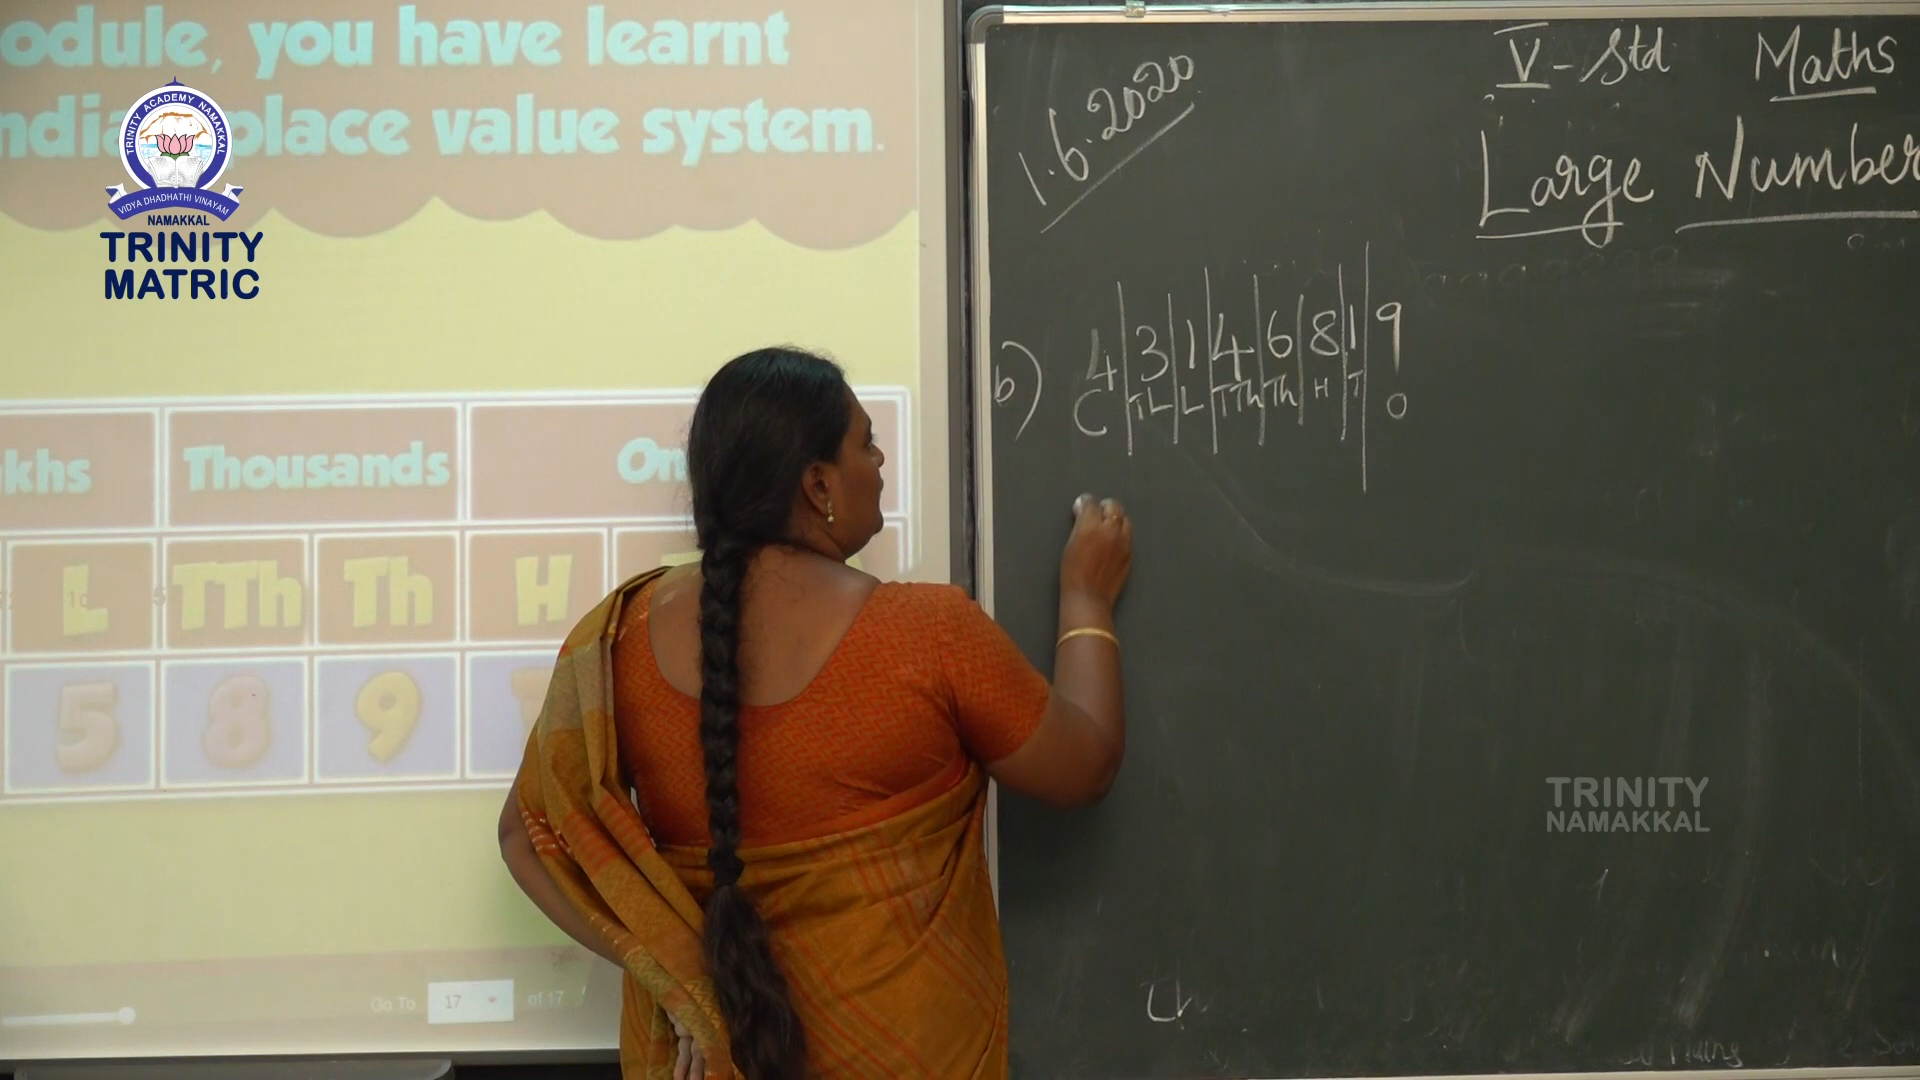 odule, you have learnt
ndia place value system.
TRINITY ACADEMY NAMAKKAL
VIDYA DHADHATHI VINAYAM
NAMAKKAL
TRINITY
MATRIC
khs Thousands On
L TTh Th H
5 8 9
Go To 17 of 17
1.6.2020
V - Std Maths
Large Number
b) 4 3 1 4 6 8 1 9
C TL L TTh Th H T O
TRINITY
NAMAKKAL